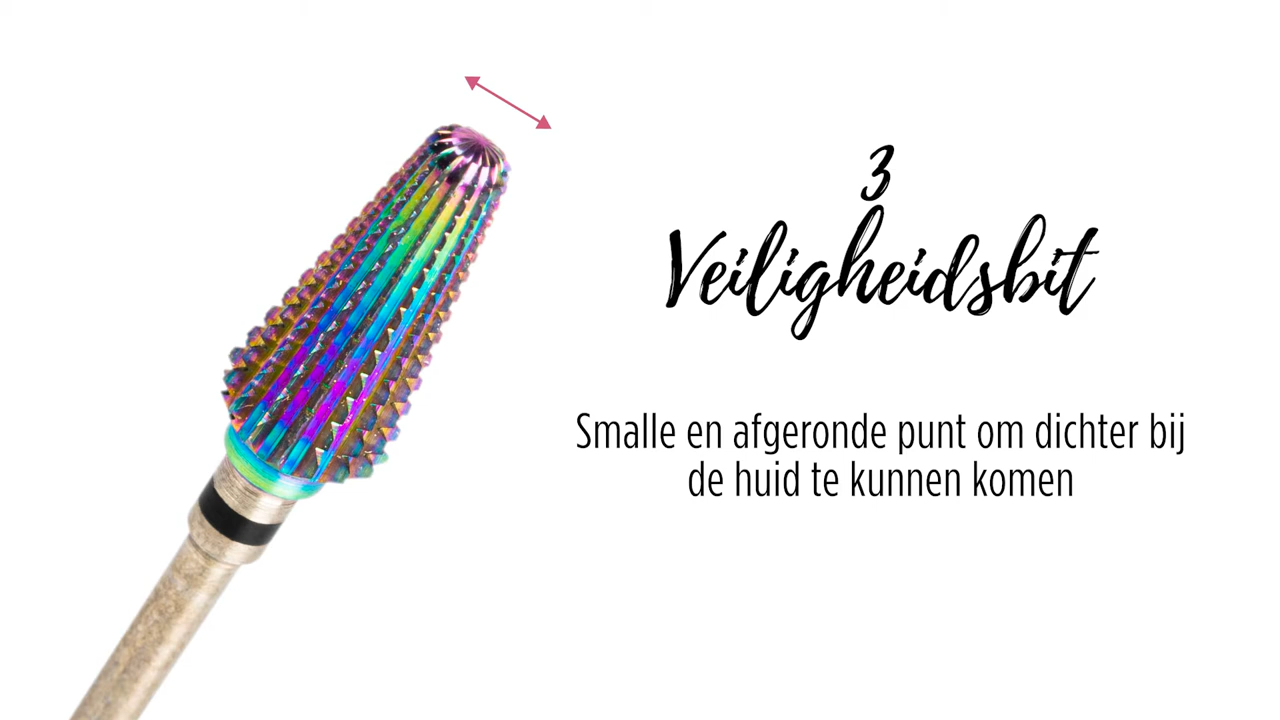 3
Veiligheidsbit
Smalle en afgeronde punt om dichter bij
de huid te kunnen komen